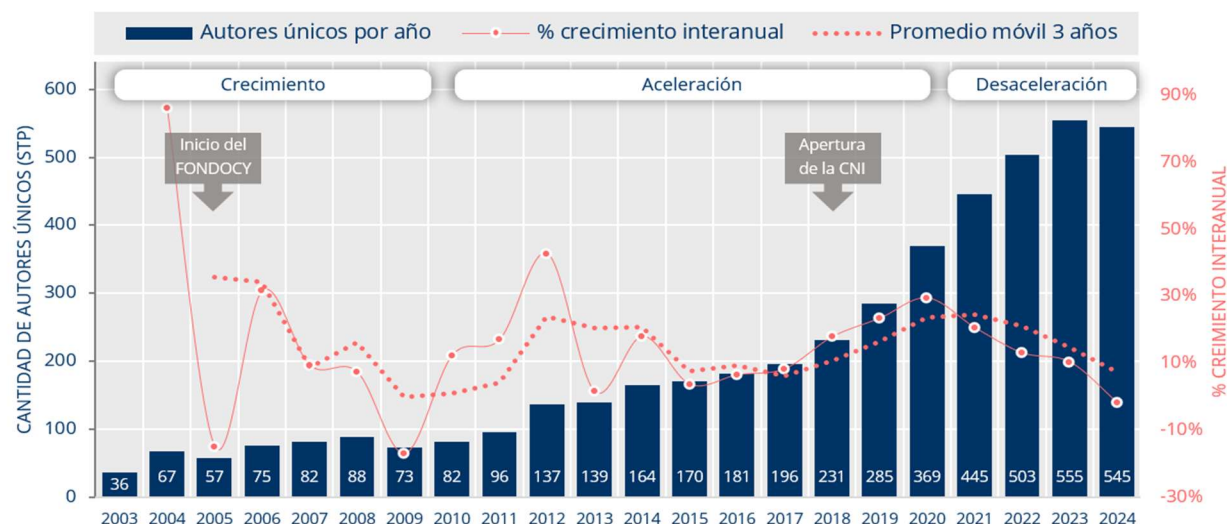 Autores únicos por año % crecimiento interanual Promedio móvil 3 años
Crecimiento Aceleración Desaceleración
CANTIDAD DE AUTORES ÚNICOS (STP)
600
500
400
300
200
100
0
Inicio del
FONDOCY
Apertura
de la CNI
36 67 57 75 82 88 73 82 96 137 139 164 170 181 196 231 285 369 445 503 555 545
2003 2004 2005 2006 2007 2008 2009 2010 2011 2012 2013 2014 2015 2016 2017 2018 2019 2020 2021 2022 2023 2024
90%
70%
50%
30%
10%
-10%
-30%
% CREIMIENTO INTERANUAL